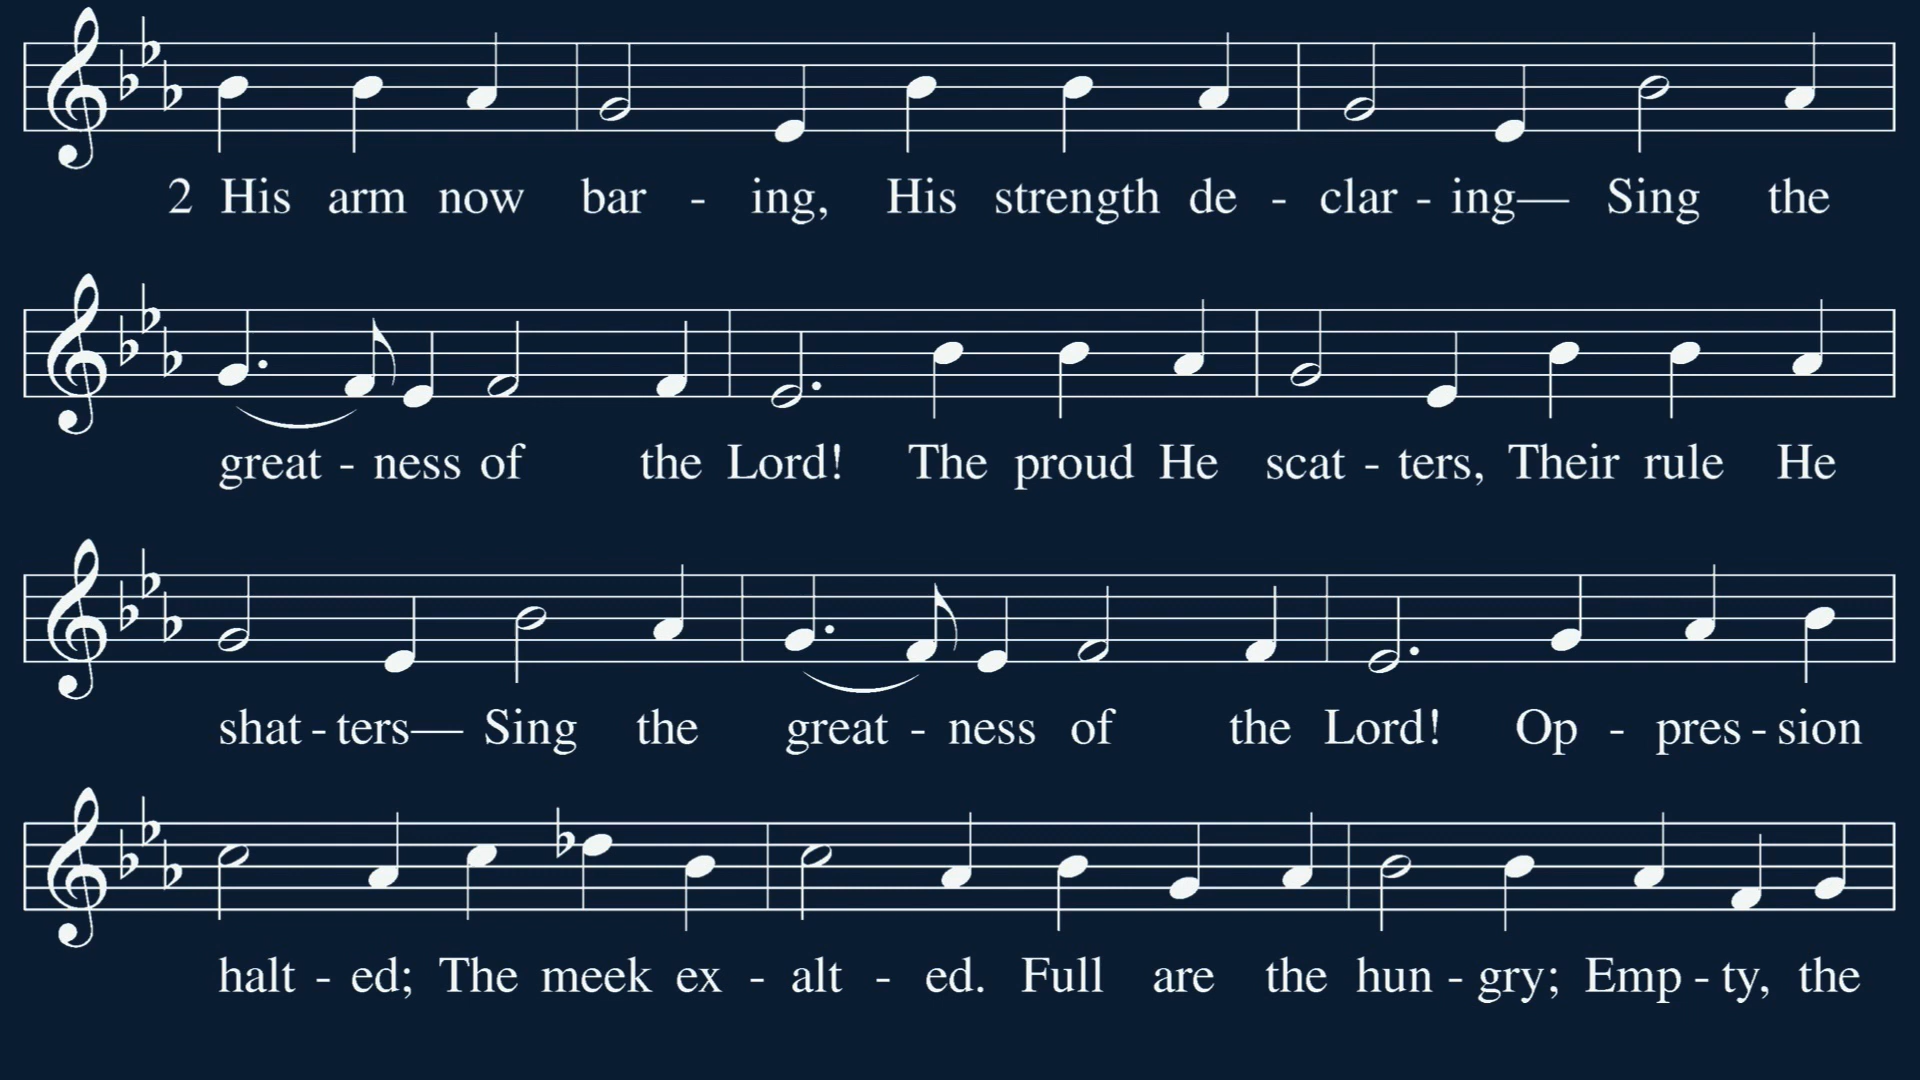 2 His arm now bar - ing, His strength de - clar - ing— Sing the
great - ness of the Lord! The proud He scat - ters, Their rule He
shat - ters— Sing the great - ness of the Lord! Op - pres - sion
halt - ed; The meek ex - alt - ed. Full are the hun - gry; Emp - ty, the